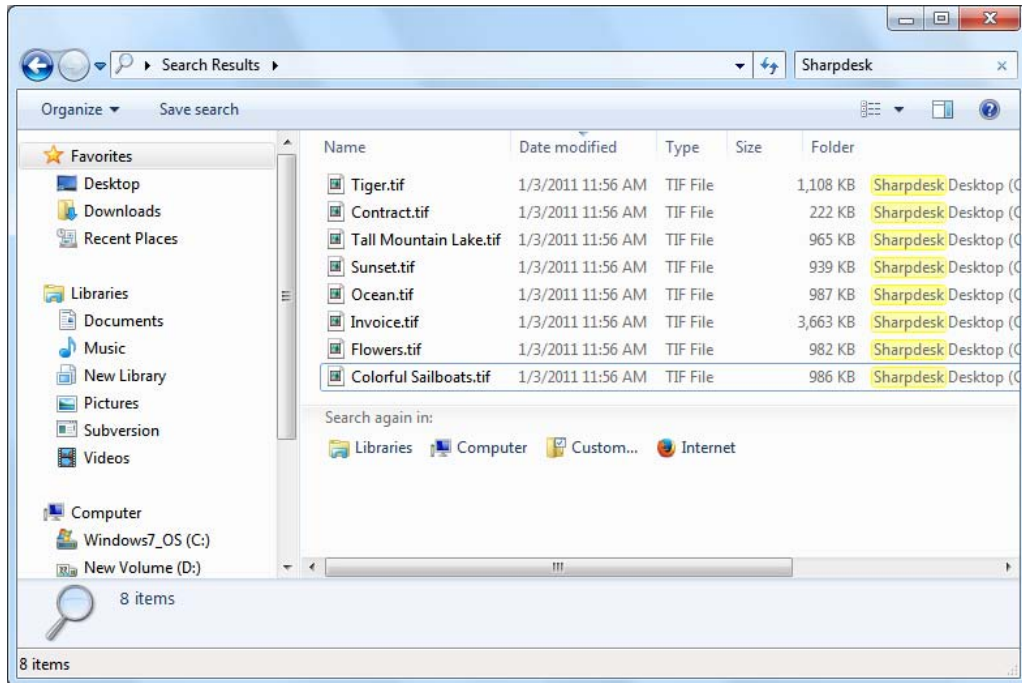 Search Results
Sharpdesk
Organize
Save search
Favorites
Desktop
Downloads
Recent Places
Libraries
Documents
Music
New Library
Pictures
Subversion
Videos
Computer
Windows7_OS (C:)
New Volume (D:)
Name Date modified Type Size Folder
Tiger.tif 1/3/2011 11:56 AM TIF File 1,108 KB Sharpdesk Desktop (C
Contract.tif 1/3/2011 11:56 AM TIF File 222 KB Sharpdesk Desktop (C
Tall Mountain Lake.tif 1/3/2011 11:56 AM TIF File 965 KB Sharpdesk Desktop (C
Sunset.tif 1/3/2011 11:56 AM TIF File 939 KB Sharpdesk Desktop (C
Ocean.tif 1/3/2011 11:56 AM TIF File 987 KB Sharpdesk Desktop (C
Invoice.tif 1/3/2011 11:56 AM TIF File 3,663 KB Sharpdesk Desktop (C
Flowers.tif 1/3/2011 11:56 AM TIF File 982 KB Sharpdesk Desktop (C
Colorful Sailboats.tif 1/3/2011 11:56 AM TIF File 986 KB Sharpdesk Desktop (C
Search again in:
Libraries Computer Custom... Internet
8 items
8 items